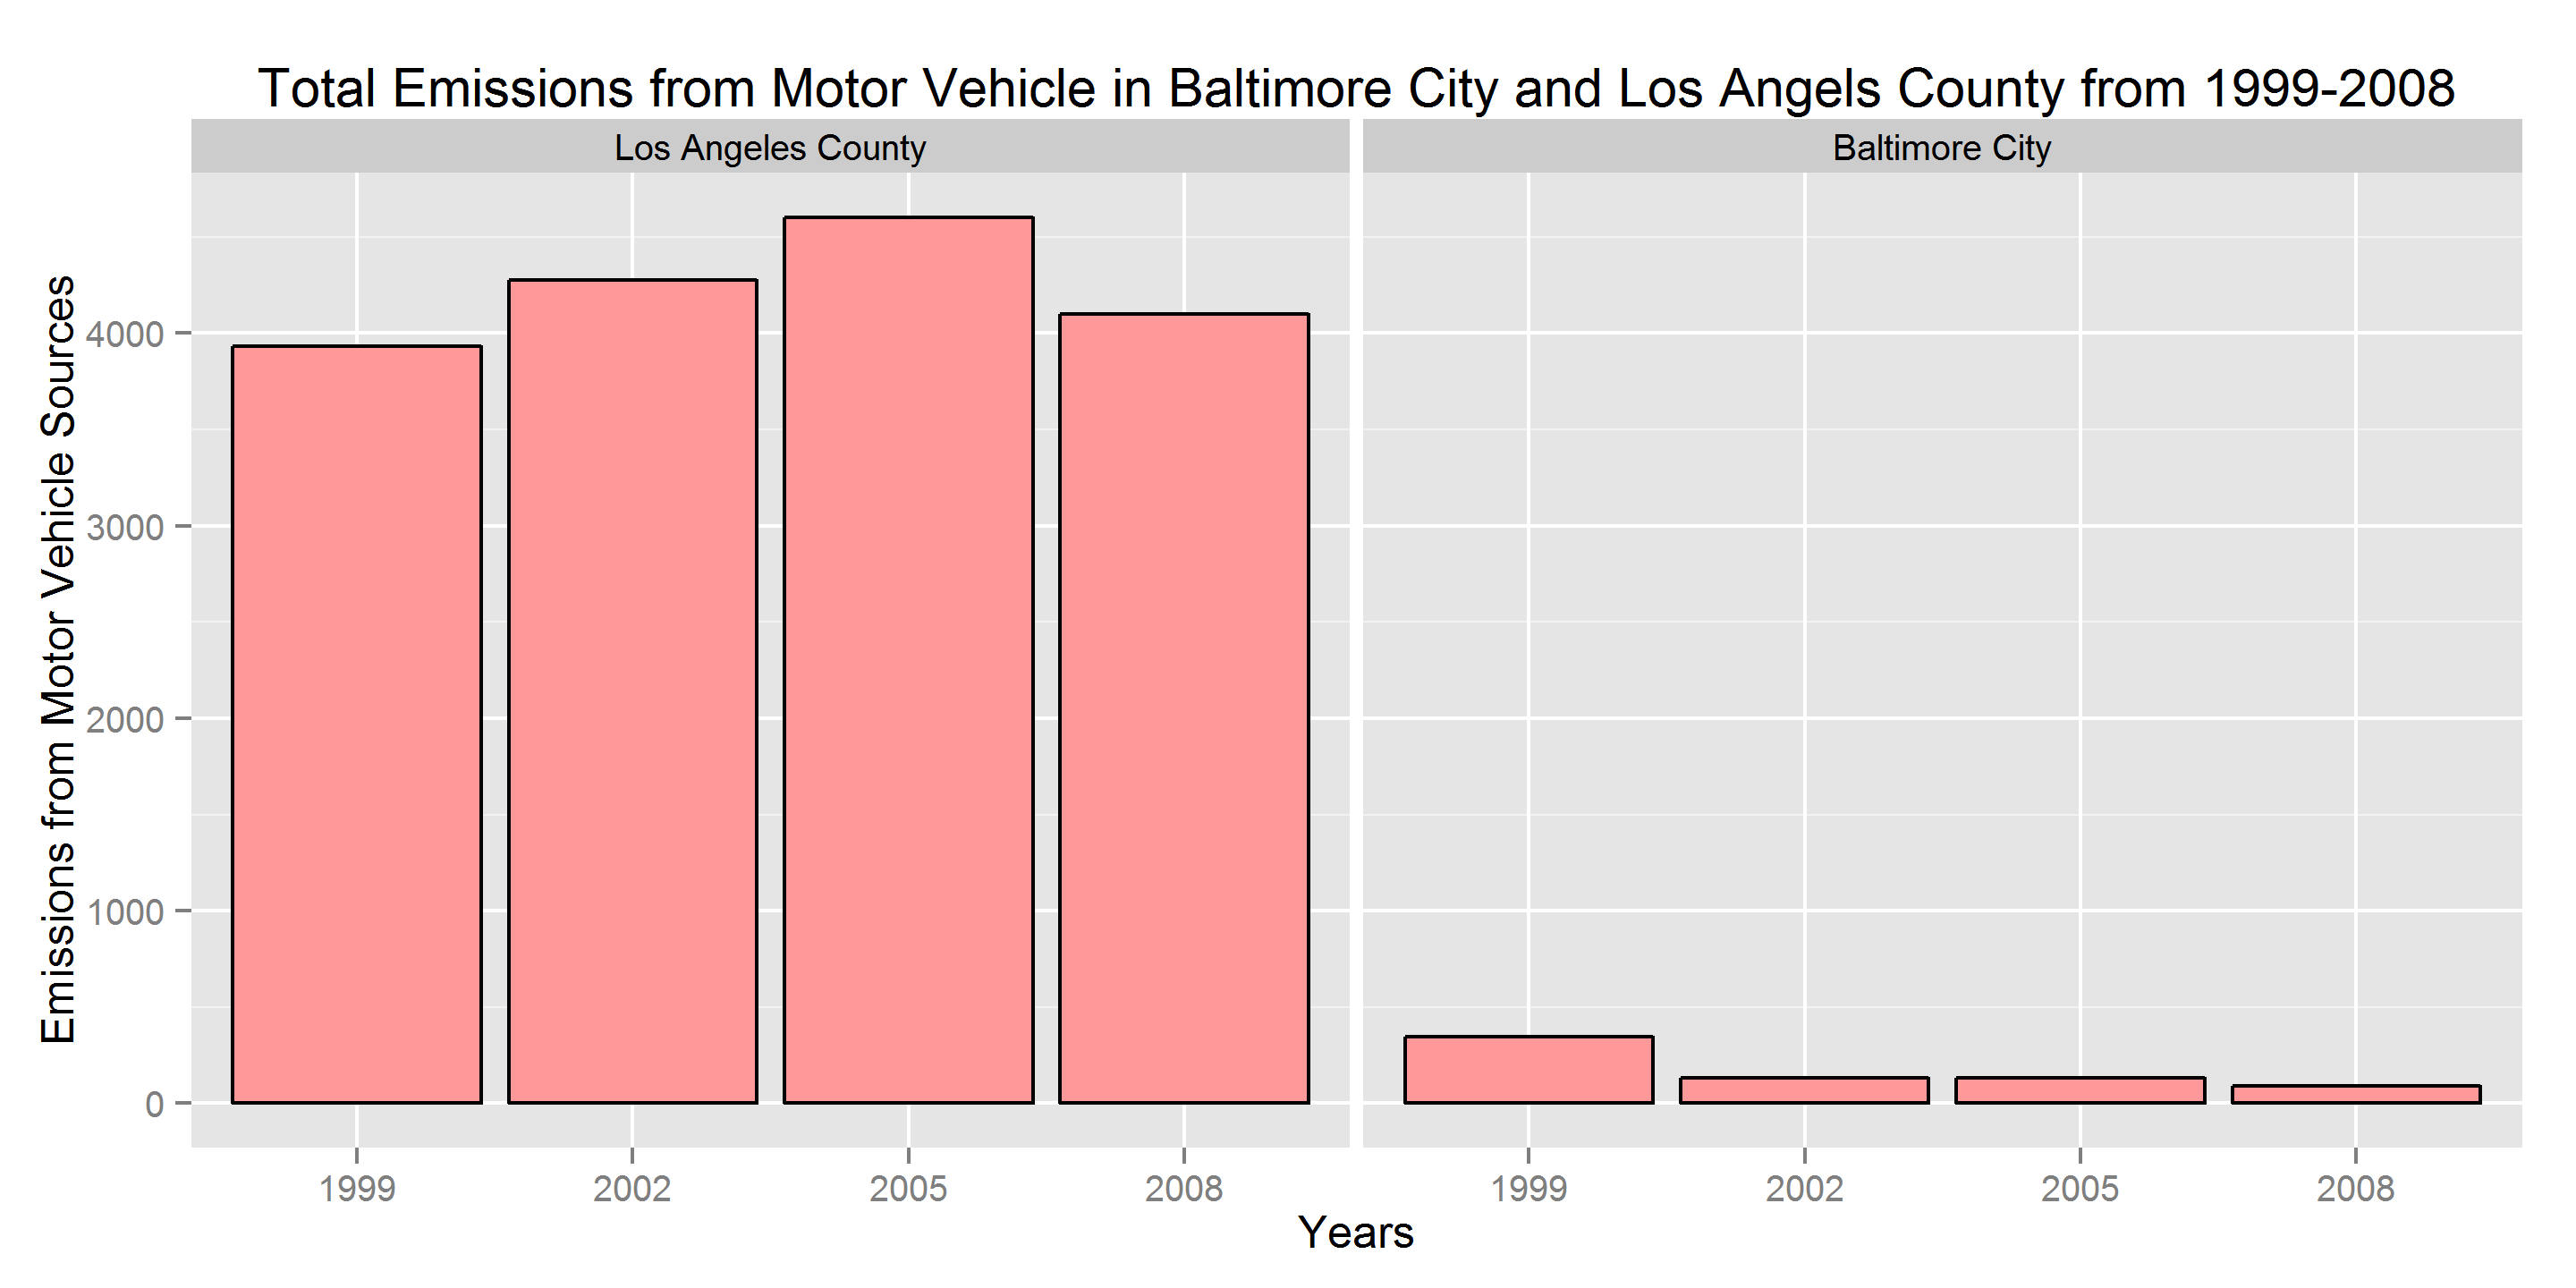 Total Emissions from Motor Vehicle in Baltimore City and Los Angels County from 1999-2008
Los Angeles County
Baltimore City
Emissions from Motor Vehicle Sources
4000
3000
2000
1000
0
1999 2002 2005 2008
1999 2002 2005 2008
Years